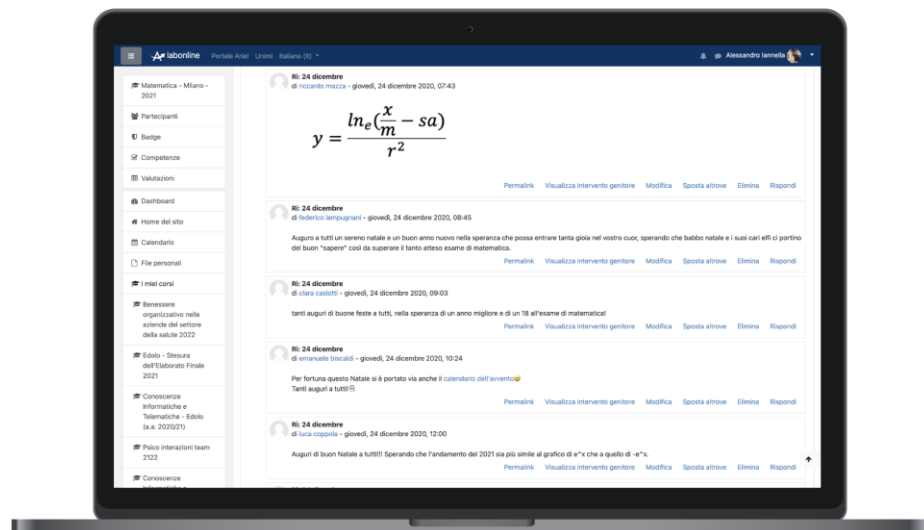 labonline Portale Ariel Unimi Italiano (it) Alessandro Iannella
Matematica - Milano -
2021
Partecipanti
Badge
Competenze
Valutazioni
Dashboard
Home del sito
Calendario
File personali
I miei corsi
Benessere
organizzativo nelle
aziende del settore
della salute 2022
Edolo - Stesura
dell'Elaborato Finale
2021
Conoscenze
Informatiche e
Telematiche - Edolo
(a.a. 2020/21)
Psico Interazioni team
2122
Conoscenze
Informatiche e
Ri: 24 dicembre
di riccardo mazza - giovedì, 24 dicembre 2020, 07:43
y = ln_e(x/m − sa) / r^2
Permalink Visualizza intervento genitore Modifica Sposta altrove Elimina Rispondi
Ri: 24 dicembre
di federico lampugnani - giovedì, 24 dicembre 2020, 08:45
Auguro a tutti un sereno natale e un buon anno nuovo nella speranza che possa entrare tanta gioia nel vostro cuor, sperando che babbo natale e i suoi cari elfi ci portino
del buon "sapere" così da superare il tanto atteso esame di matematica.
Permalink Visualizza intervento genitore Modifica Sposta altrove Elimina Rispondi
Ri: 24 dicembre
di clara caslotti - giovedì, 24 dicembre 2020, 09:03
tanti auguri di buone feste a tutti, nella speranza di un anno migliore e di un 18 all'esame di matematica!
Permalink Visualizza intervento genitore Modifica Sposta altrove Elimina Rispondi
Ri: 24 dicembre
di emanuele biscaldi - giovedì, 24 dicembre 2020, 10:24
Per fortuna questo Natale si è portato via anche il calendario dell'avvento😅
Tanti auguri a tutti!🎅
Permalink Visualizza intervento genitore Modifica Sposta altrove Elimina Rispondi
Ri: 24 dicembre
di luca coppola - giovedì, 24 dicembre 2020, 12:00
Auguri di buon Natale a tutti!!! Sperando che l'andamento del 2021 sia più simile al grafico di e^x che a quello di -e^x.
Permalink Visualizza intervento genitore Modifica Sposta altrove Elimina Rispondi